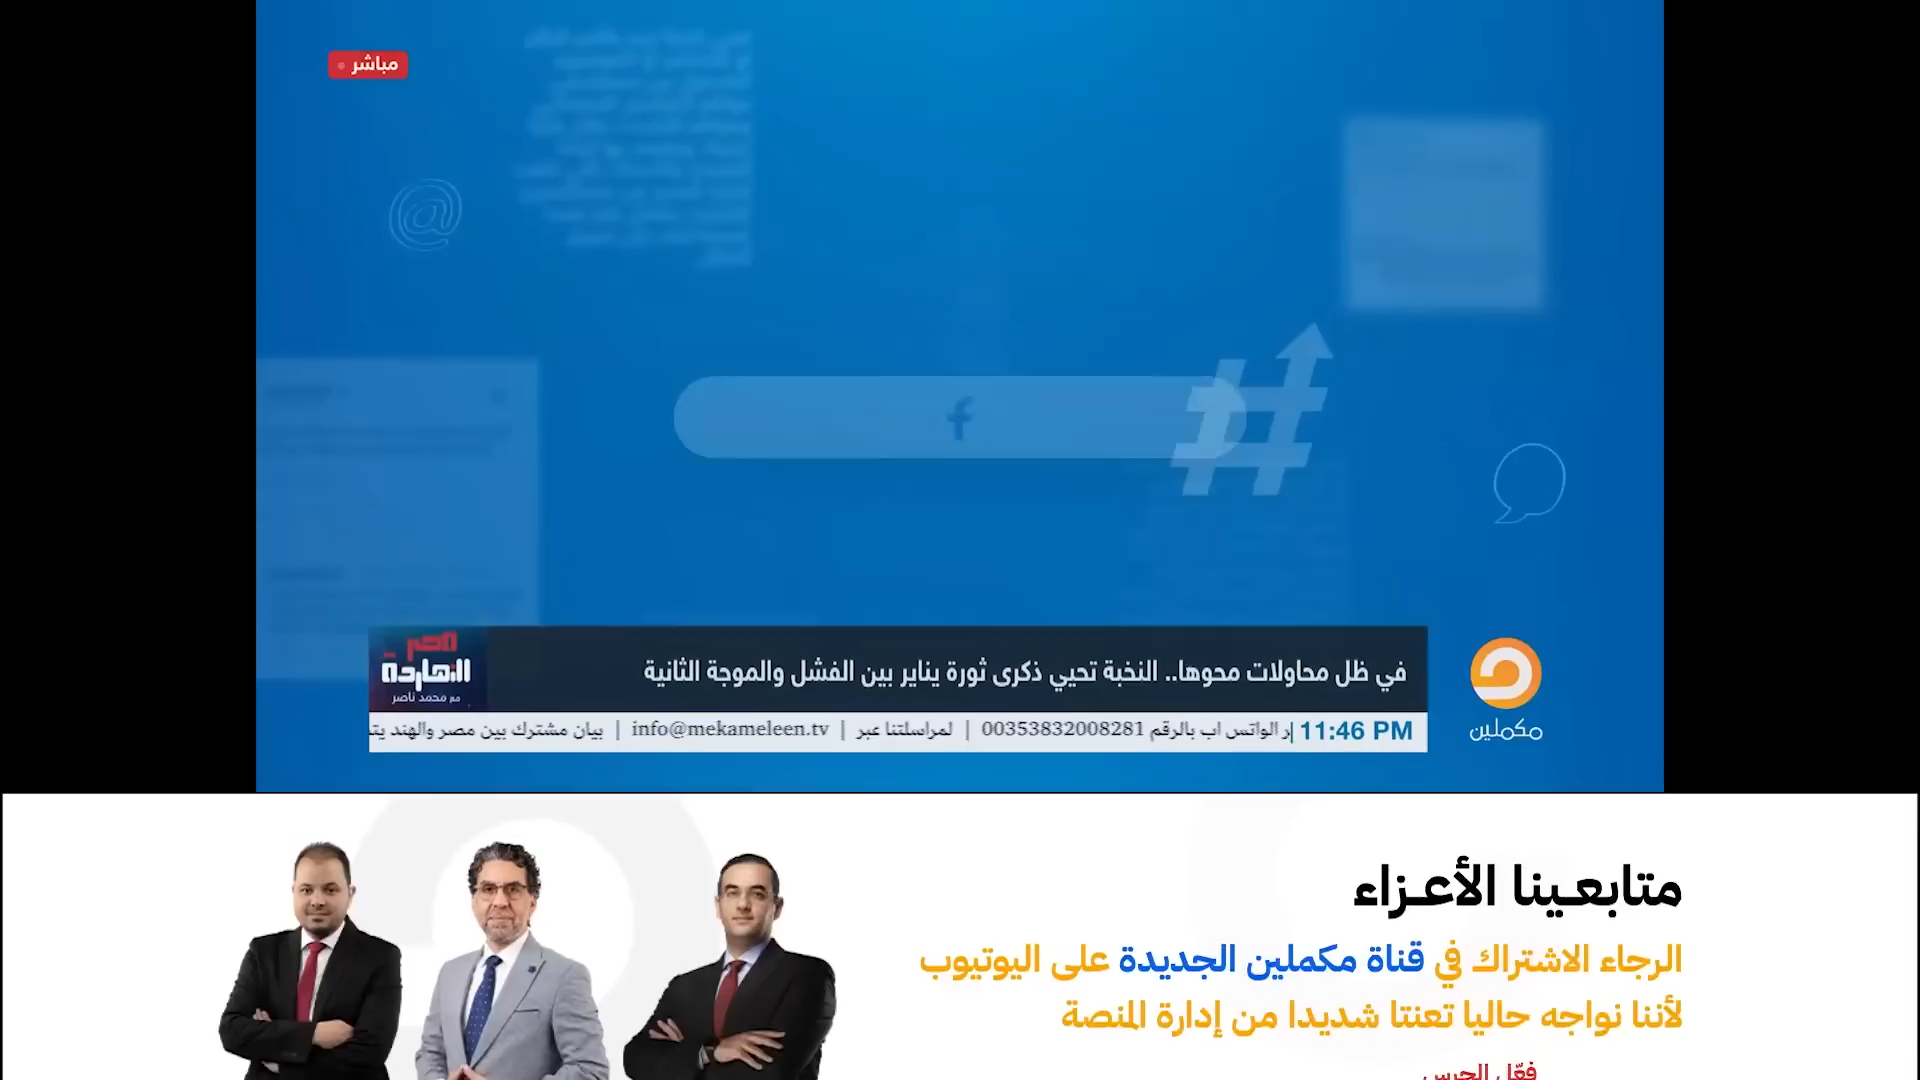 مباشر
في ظل محاولات محوها.. النخبة تحيي ذكرى ثورة يناير بين الفشل والموجة الثانية
مصر
النهاردة
مع محمد ناصر
11:46 PM
الواتس اب بالرقم 00353832008281 | لمراسلتنا عبر | info@mekameleen.tv | بيان مشترك بين مصر والهند
مكملين
متابعينا الأعزاء
الرجاء الاشتراك في قناة مكملين الجديدة على اليوتيوب
لأننا نواجه حاليا تعنتا شديدا من إدارة المنصة
فعّل الجرس